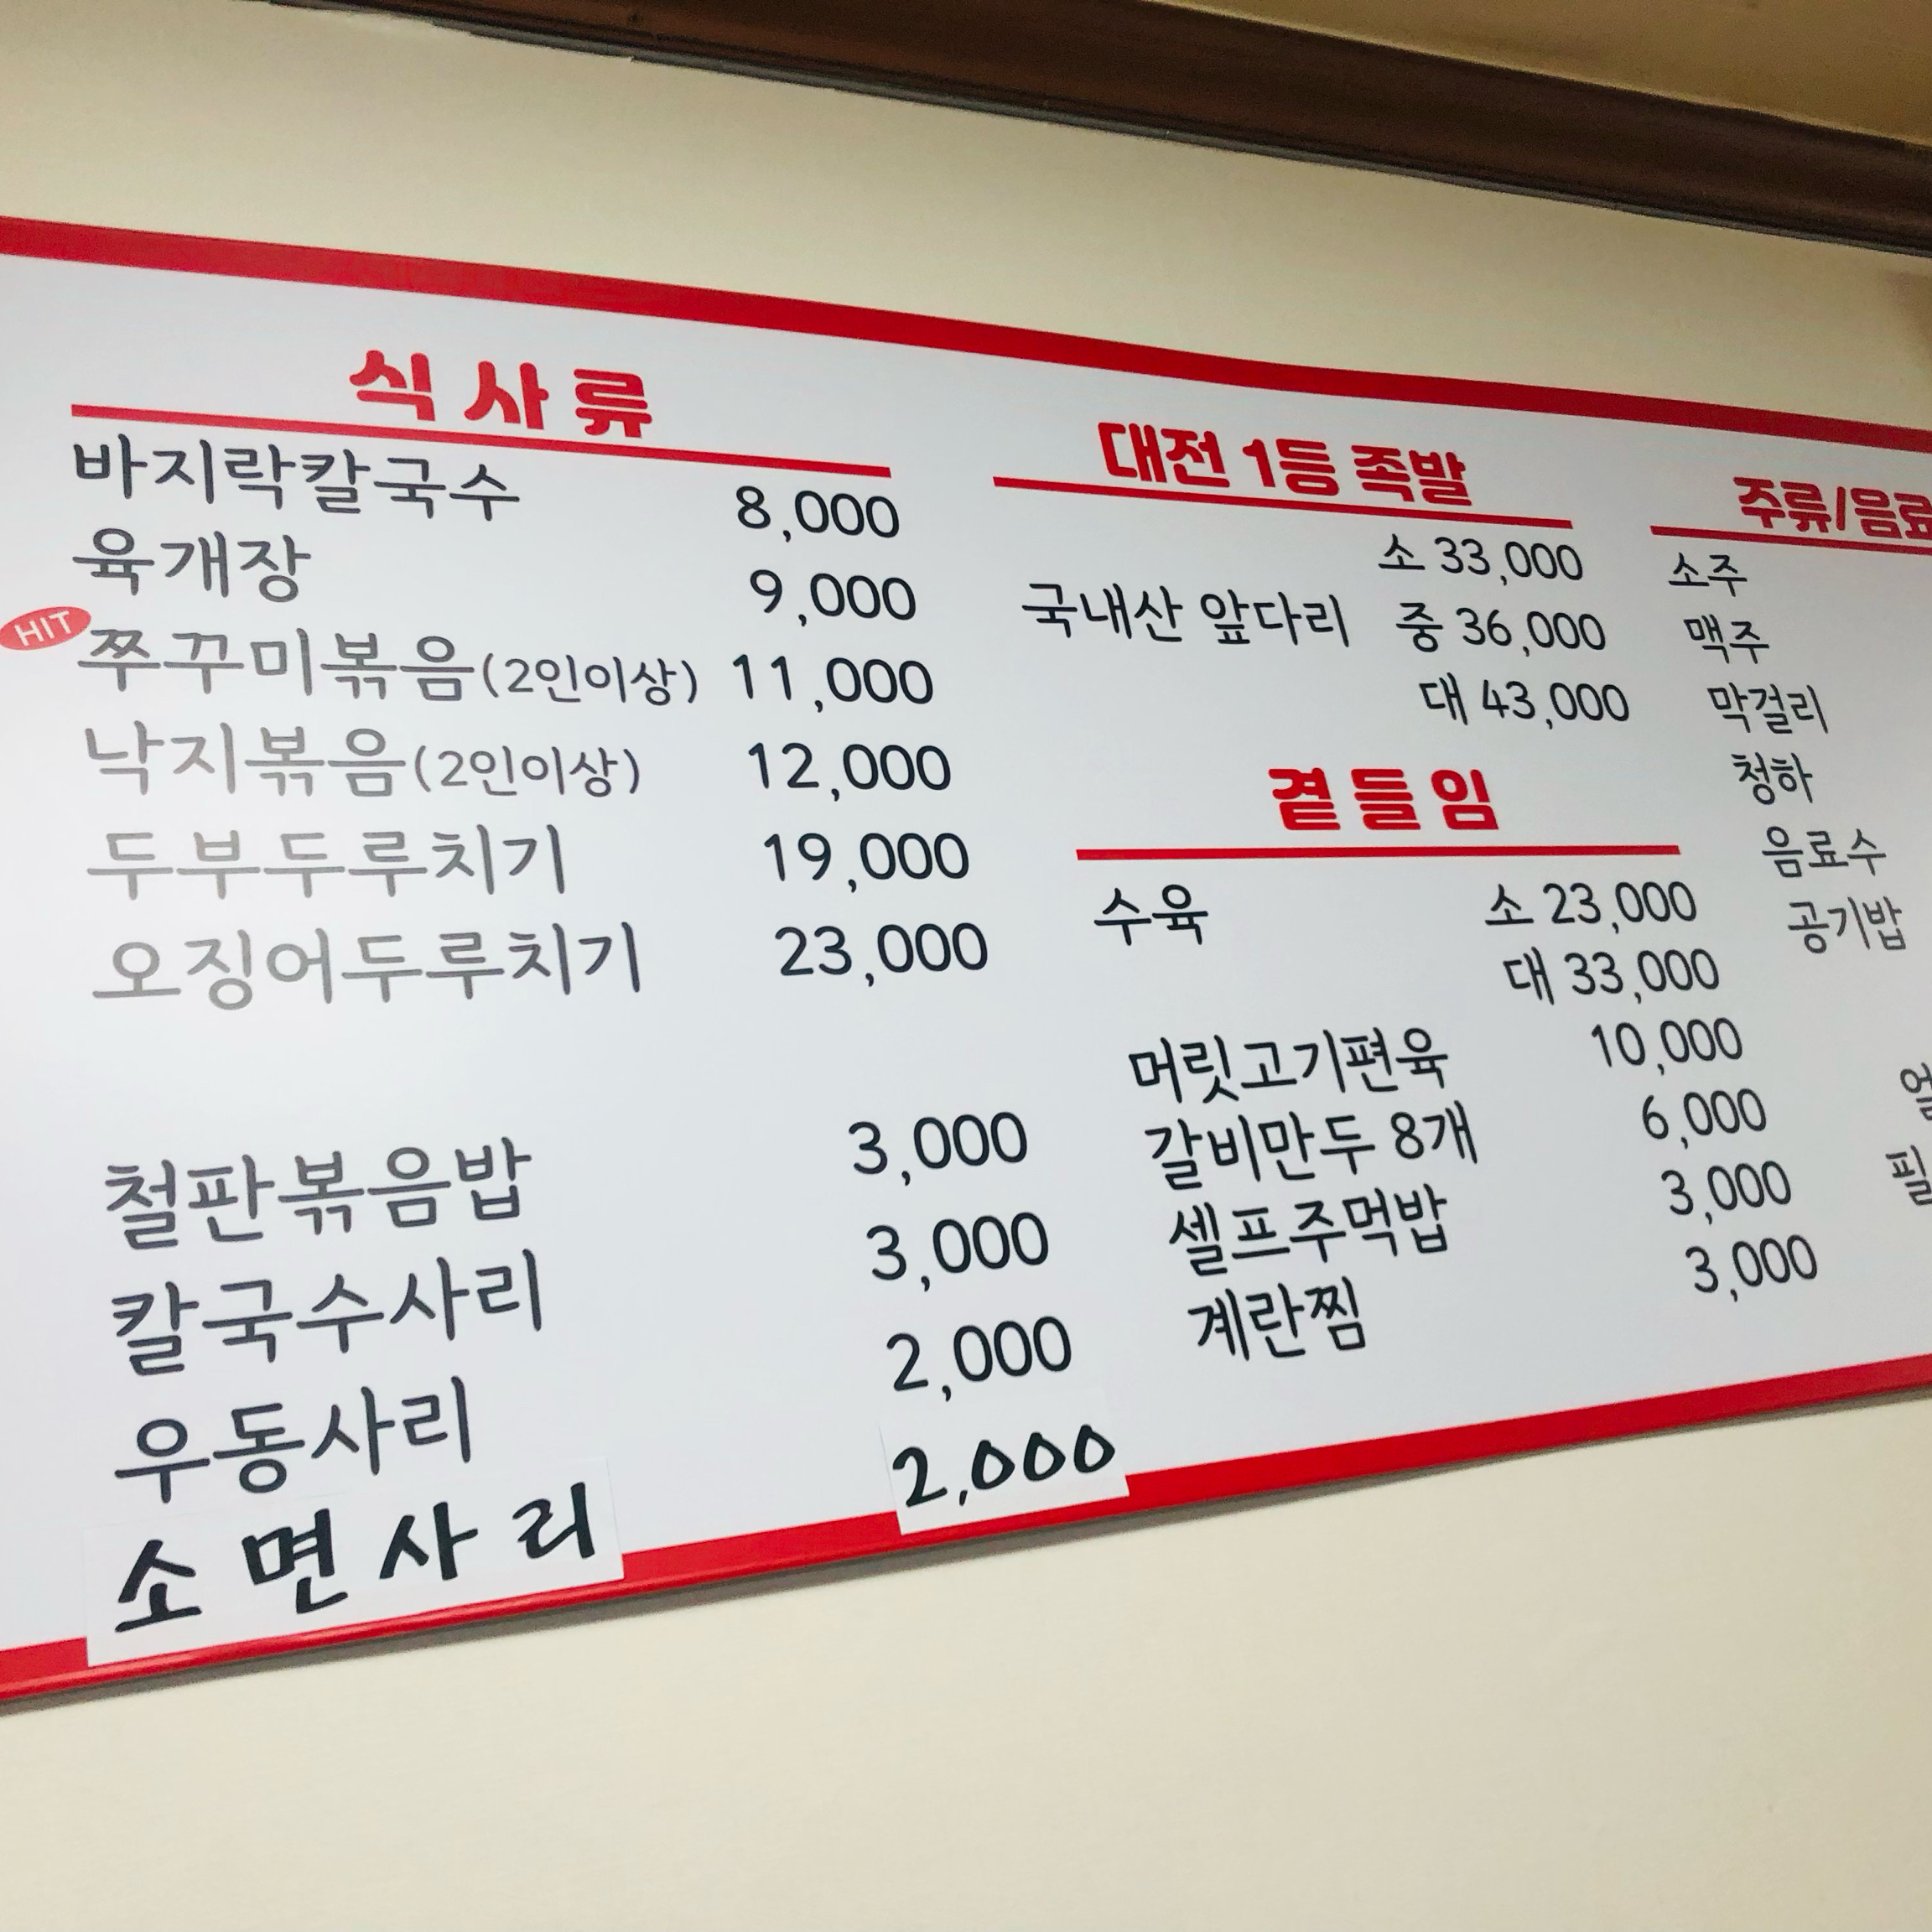 식사류
바지락칼국수 8,000
육개장 9,000
HIT 쭈꾸미볶음(2인이상) 11,000
낙지볶음(2인이상) 12,000
두부두루치기 19,000
오징어두루치기 23,000
철판볶음밥 3,000
칼국수사리 3,000
우동사리 2,000
소면사리 2,000
대전 1등 족발
소 33,000
국내산 앞다리 중 36,000
대 43,000
곁들임
수육 소 23,000
대 33,000
머릿고기편육 10,000
갈비만두 8개 6,000
셀프주먹밥 3,000
계란찜 3,000
주류/음료
소주
맥주
막걸리
청하
음료수
공기밥